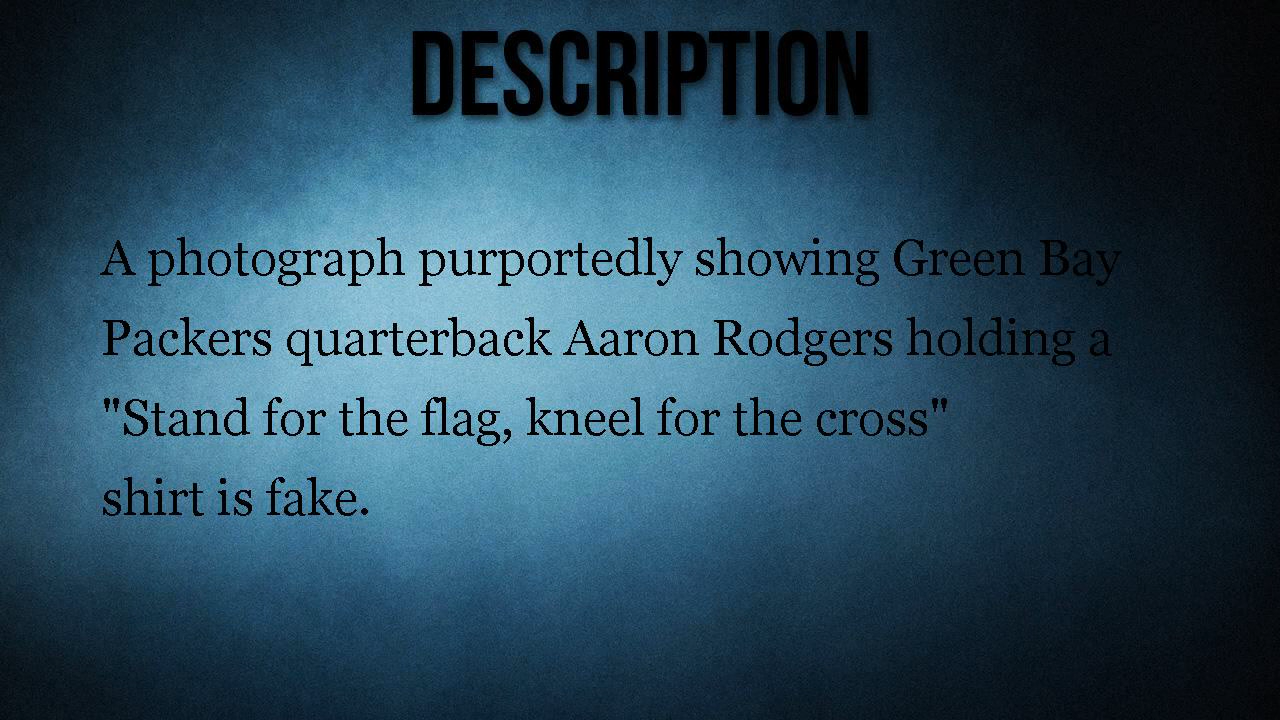 DESCRIPTION
A photograph purportedly showing Green Bay
Packers quarterback Aaron Rodgers holding a
"Stand for the flag, kneel for the cross"
shirt is fake.